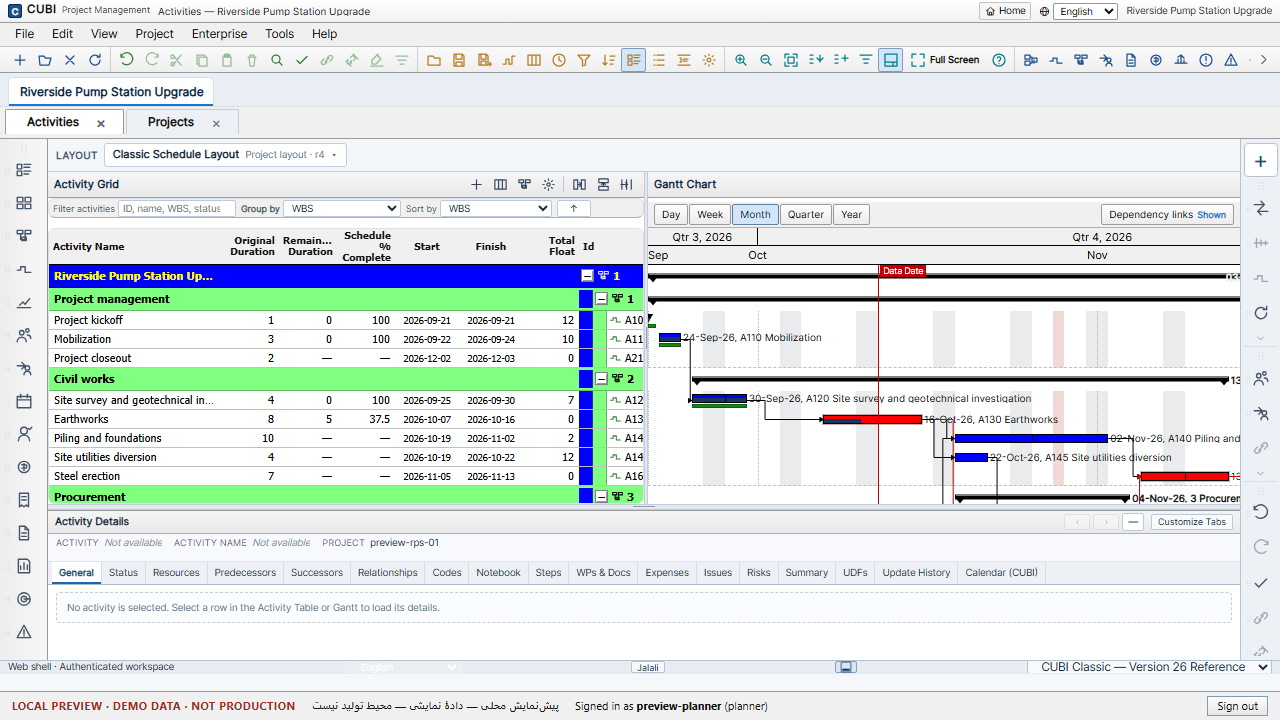 CUBI Project Management Activities — Riverside Pump Station Upgrade Home English Riverside Pump Station Upgrade
File Edit View Project Enterprise Tools Help
Full Screen
Riverside Pump Station Upgrade
Activities Projects
LAYOUT Classic Schedule Layout Project layout · r4
Activity Grid
Filter activities ID, name, WBS, status Group by WBS Sort by WBS
Activity Name Original Duration Remain... Duration Schedule % Complete Start Finish Total Float Id
Riverside Pump Station Up... 1
Project management 1
Project kickoff 1 0 100 2026-09-21 2026-09-21 12 A10
Mobilization 3 0 100 2026-09-22 2026-09-24 10 A11
Project closeout 2 — — 2026-12-02 2026-12-03 0 A21
Civil works 2
Site survey and geotechnical in... 4 0 100 2026-09-25 2026-09-30 7 A12
Earthworks 8 5 37.5 2026-10-07 2026-10-16 0 A13
Piling and foundations 10 — — 2026-10-19 2026-11-02 2 A14
Site utilities diversion 4 — — 2026-10-19 2026-10-22 12 A14
Steel erection 7 — — 2026-11-05 2026-11-13 0 A16
Procurement 3
Gantt Chart
Day Week Month Quarter Year Dependency links Shown
Qtr 3, 2026 Qtr 4, 2026
Sep Oct Nov
Data Date
24-Sep-26, A110 Mobilization
13
30-Sep-26, A120 Site survey and geotechnical investigation
16-Oct-26, A130 Earthworks
02-Nov-26, A140 Piling and
22-Oct-26, A145 Site utilities diversion
13
04-Nov-26, 3 Procurem
Activity Details Customize Tabs
ACTIVITY Not available ACTIVITY NAME Not available PROJECT preview-rps-01
General Status Resources Predecessors Successors Relationships Codes Notebook Steps WPs & Docs Expenses Issues Risks Summary UDFs Update History Calendar (CUBI)
No activity is selected. Select a row in the Activity Table or Gantt to load its details.
Web shell · Authenticated workspace English Jalali CUBI Classic — Version 26 Reference
LOCAL PREVIEW · DEMO DATA · NOT PRODUCTION پیش‌نمایش محلی — دادهٔ نمایشی — محیط تولید نیست Signed in as preview-planner (planner) Sign out